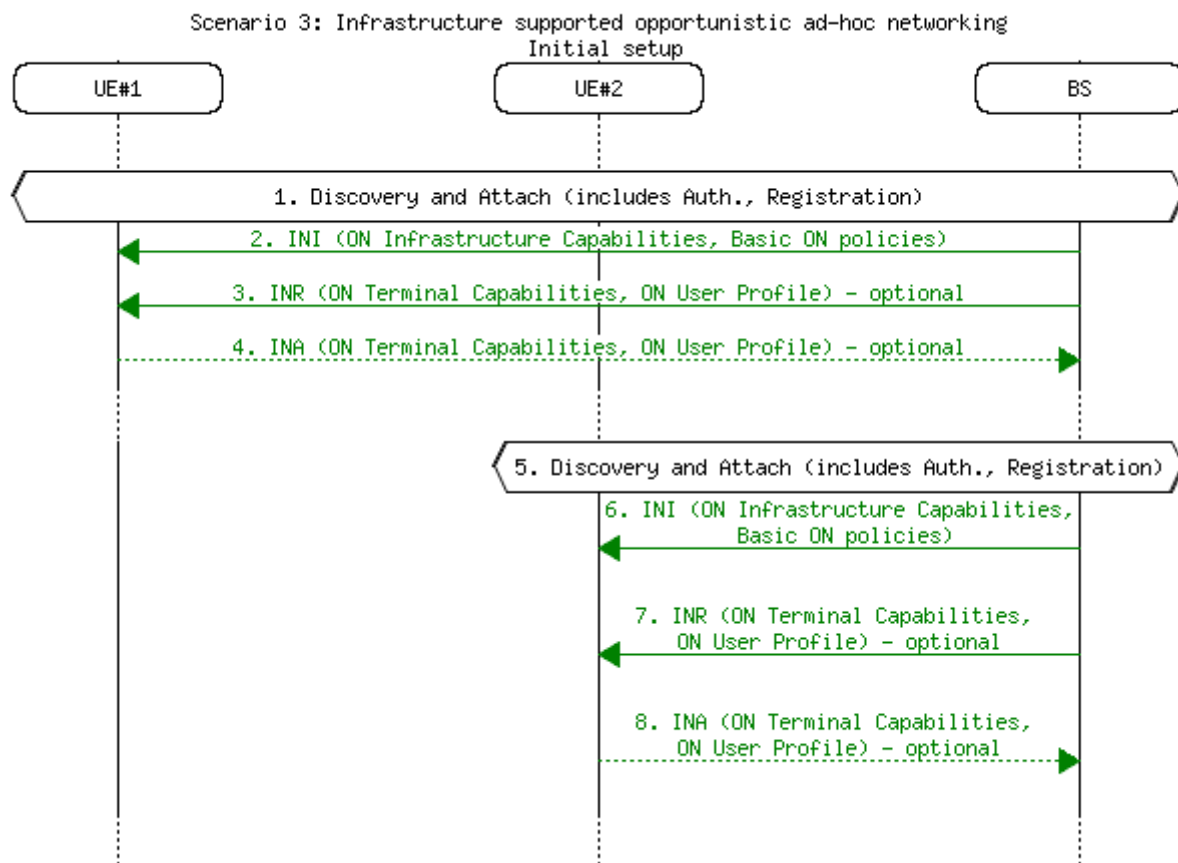 Scenario 3: Infrastructure supported opportunistic ad-hoc networking
Initial setup
UE#1
UE#2
BS
1. Discovery and Attach (includes Auth., Registration)
2. INI (ON Infrastructure Capabilities, Basic ON policies)
3. INR (ON Terminal Capabilities, ON User Profile) - optional
4. INA (ON Terminal Capabilities, ON User Profile) - optional
5. Discovery and Attach (includes Auth., Registration)
6. INI (ON Infrastructure Capabilities,
Basic ON policies)
7. INR (ON Terminal Capabilities,
ON User Profile) - optional
8. INA (ON Terminal Capabilities,
ON User Profile) - optional